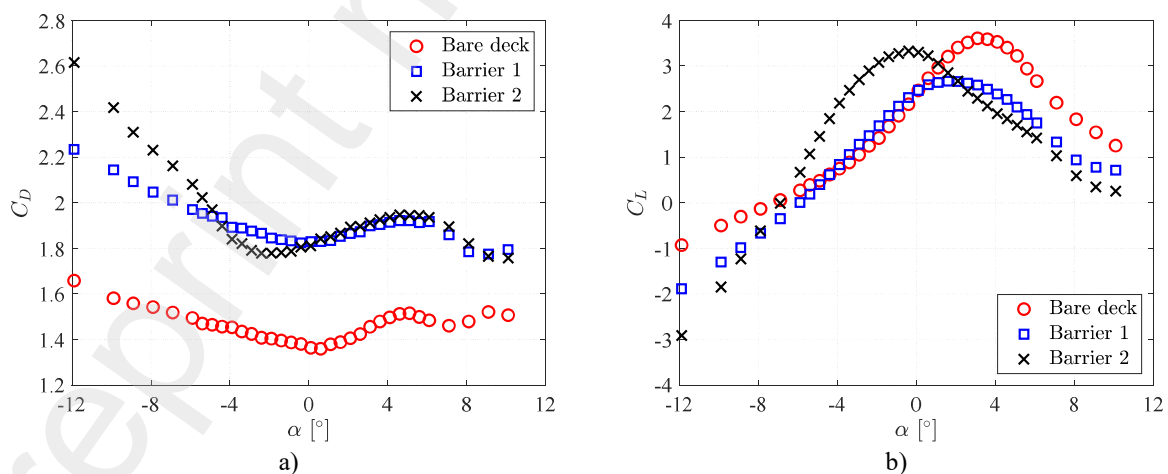 2.8
2.6
2.4
2.2
2
1.8
1.6
1.4
1.2
C_D
-12
-8
-4
0
4
8
12
α [°]
Bare deck
Barrier 1
Barrier 2
a)
4
3
2
1
0
-1
-2
-3
-4
C_L
-12
-8
-4
0
4
8
12
α [°]
Bare deck
Barrier 1
Barrier 2
b)
eprint